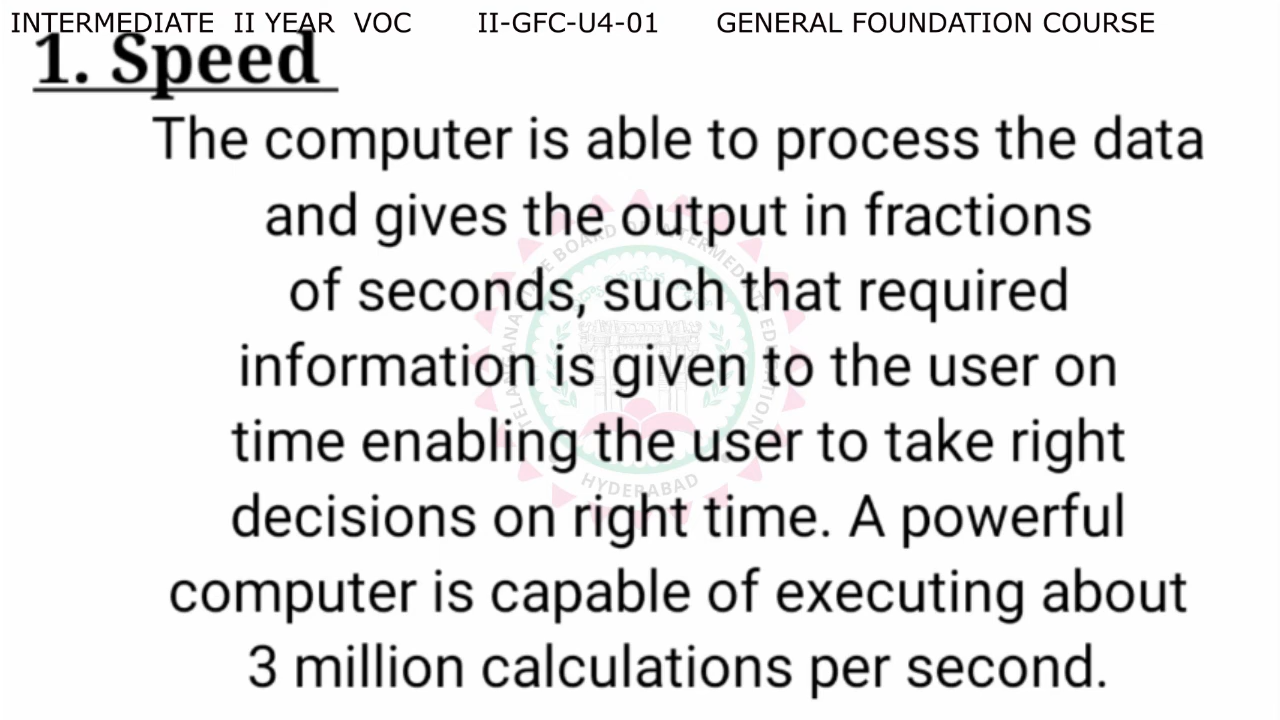 INTERMEDIATE II YEAR VOC II-GFC-U4-01 GENERAL FOUNDATION COURSE
1. Speed
The computer is able to process the data
and gives the output in fractions
of seconds, such that required
information is given to the user on
time enabling the user to take right
decisions on right time. A powerful
computer is capable of executing about
3 million calculations per second.
HYDERABAD